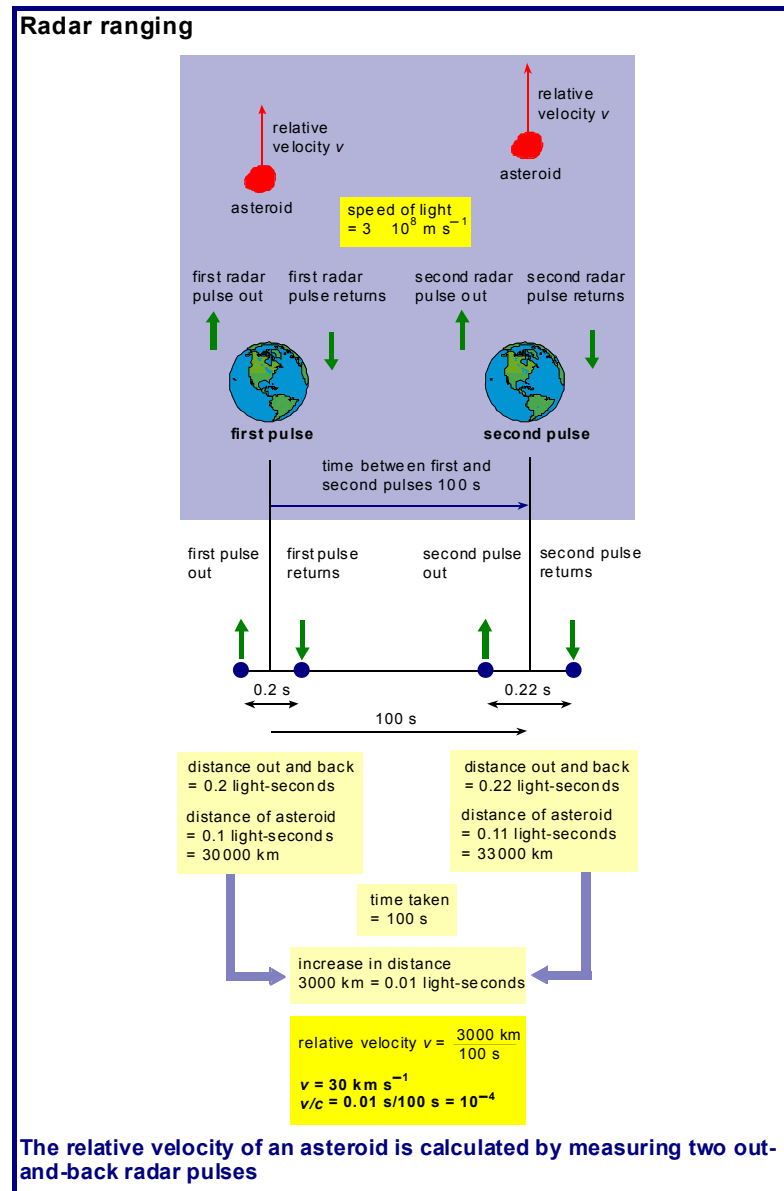 Radar ranging
relative
velocity v
asteroid
relative
velocity v
asteroid
speed of light
= 3 10⁸ m s⁻¹
first radar
pulse out
first radar
pulse returns
second radar
pulse out
second radar
pulse returns
first pulse
second pulse
time between first and
second pulses 100 s
first pulse
out
first pulse
returns
second pulse
out
second pulse
returns
0.2 s
0.22 s
100 s
distance out and back
= 0.2 light-seconds
distance of asteroid
= 0.1 light-seconds
= 30000 km
distance out and back
= 0.22 light-seconds
distance of asteroid
= 0.11 light-seconds
= 33000 km
time taken
= 100 s
increase in distance
3000 km = 0.01 light-seconds
relative velocity v = 3000 km
100 s
v = 30 km s⁻¹
v/c = 0.01 s/100 s = 10⁻⁴
The relative velocity of an asteroid is calculated by measuring two out-
and-back radar pulses